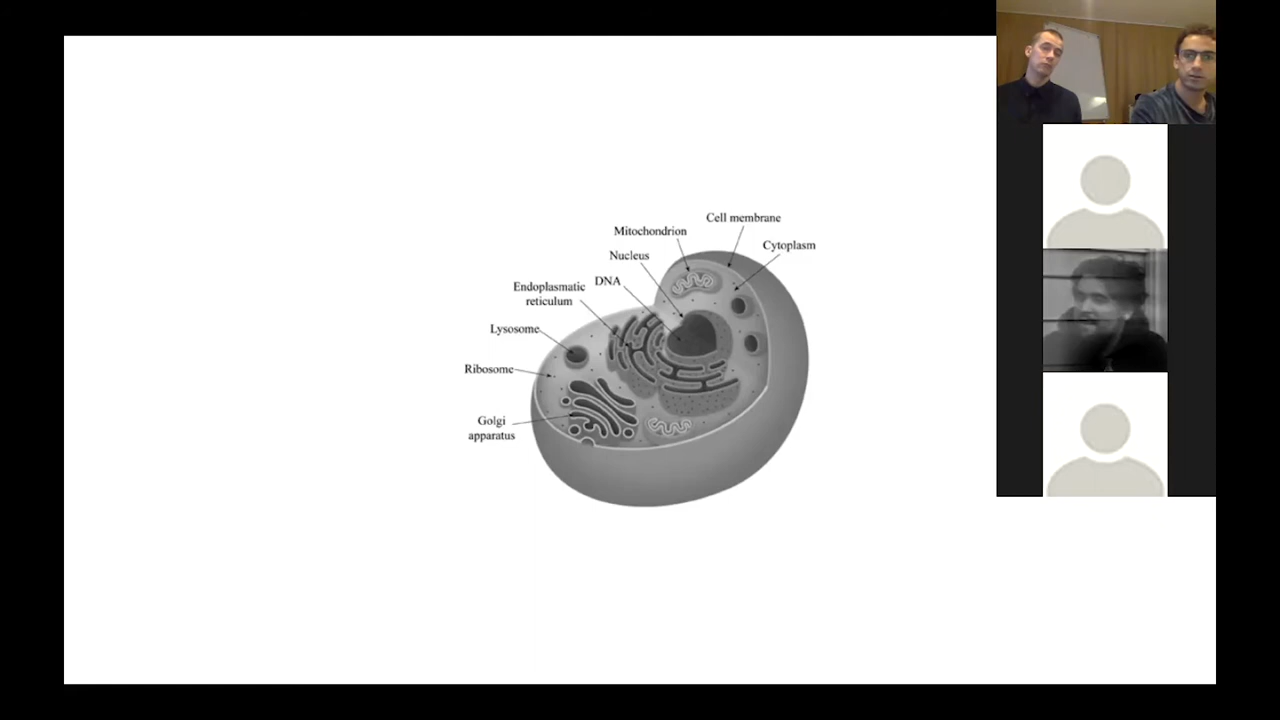 Cell membrane
Mitochondrion
Cytoplasm
Nucleus
DNA
Endoplasmatic
reticulum
Lysosome
Ribosome
Golgi
apparatus